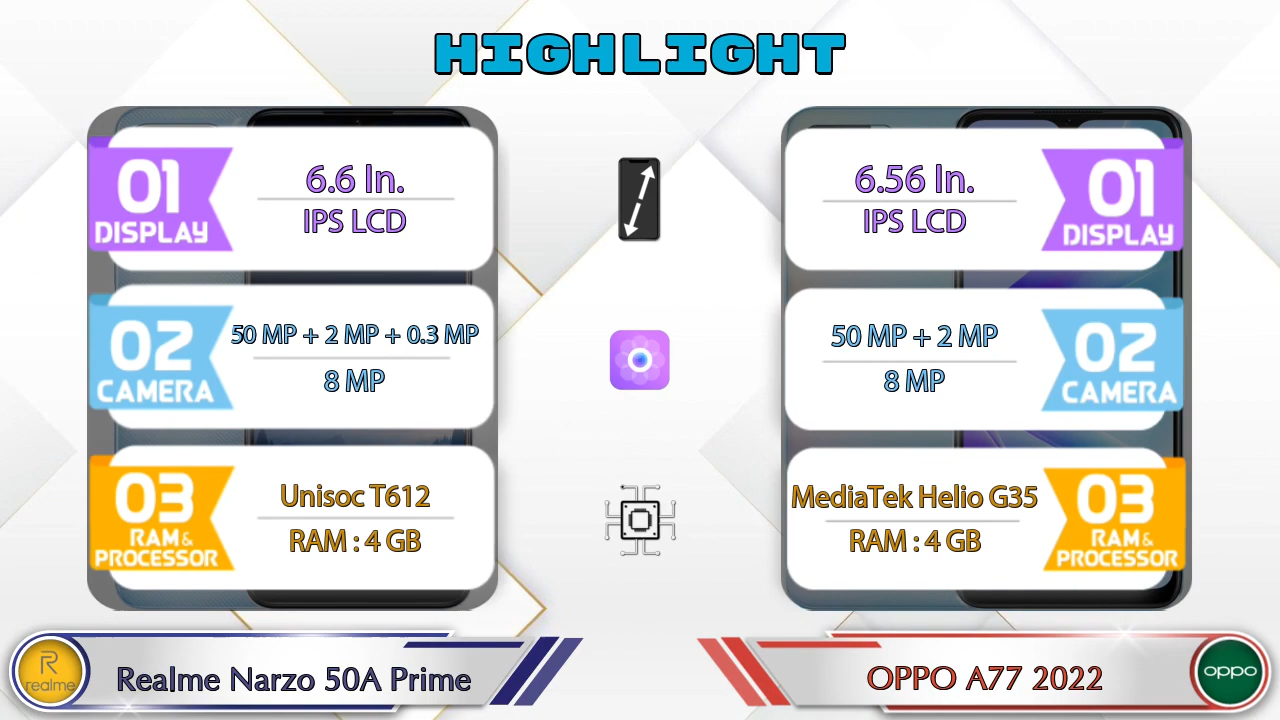 HIGHLIGHT
01
DISPLAY
6.6 In.
IPS LCD
02
CAMERA
50 MP + 2 MP + 0.3 MP
8 MP
03
RAM &
PROCESSOR
Unisoc T612
RAM : 4 GB
6.56 In.
IPS LCD
01
DISPLAY
50 MP + 2 MP
8 MP
02
CAMERA
MediaTek Helio G35
RAM : 4 GB
03
RAM &
PROCESSOR
R
realme
Realme Narzo 50A Prime
OPPO A77 2022
oppo